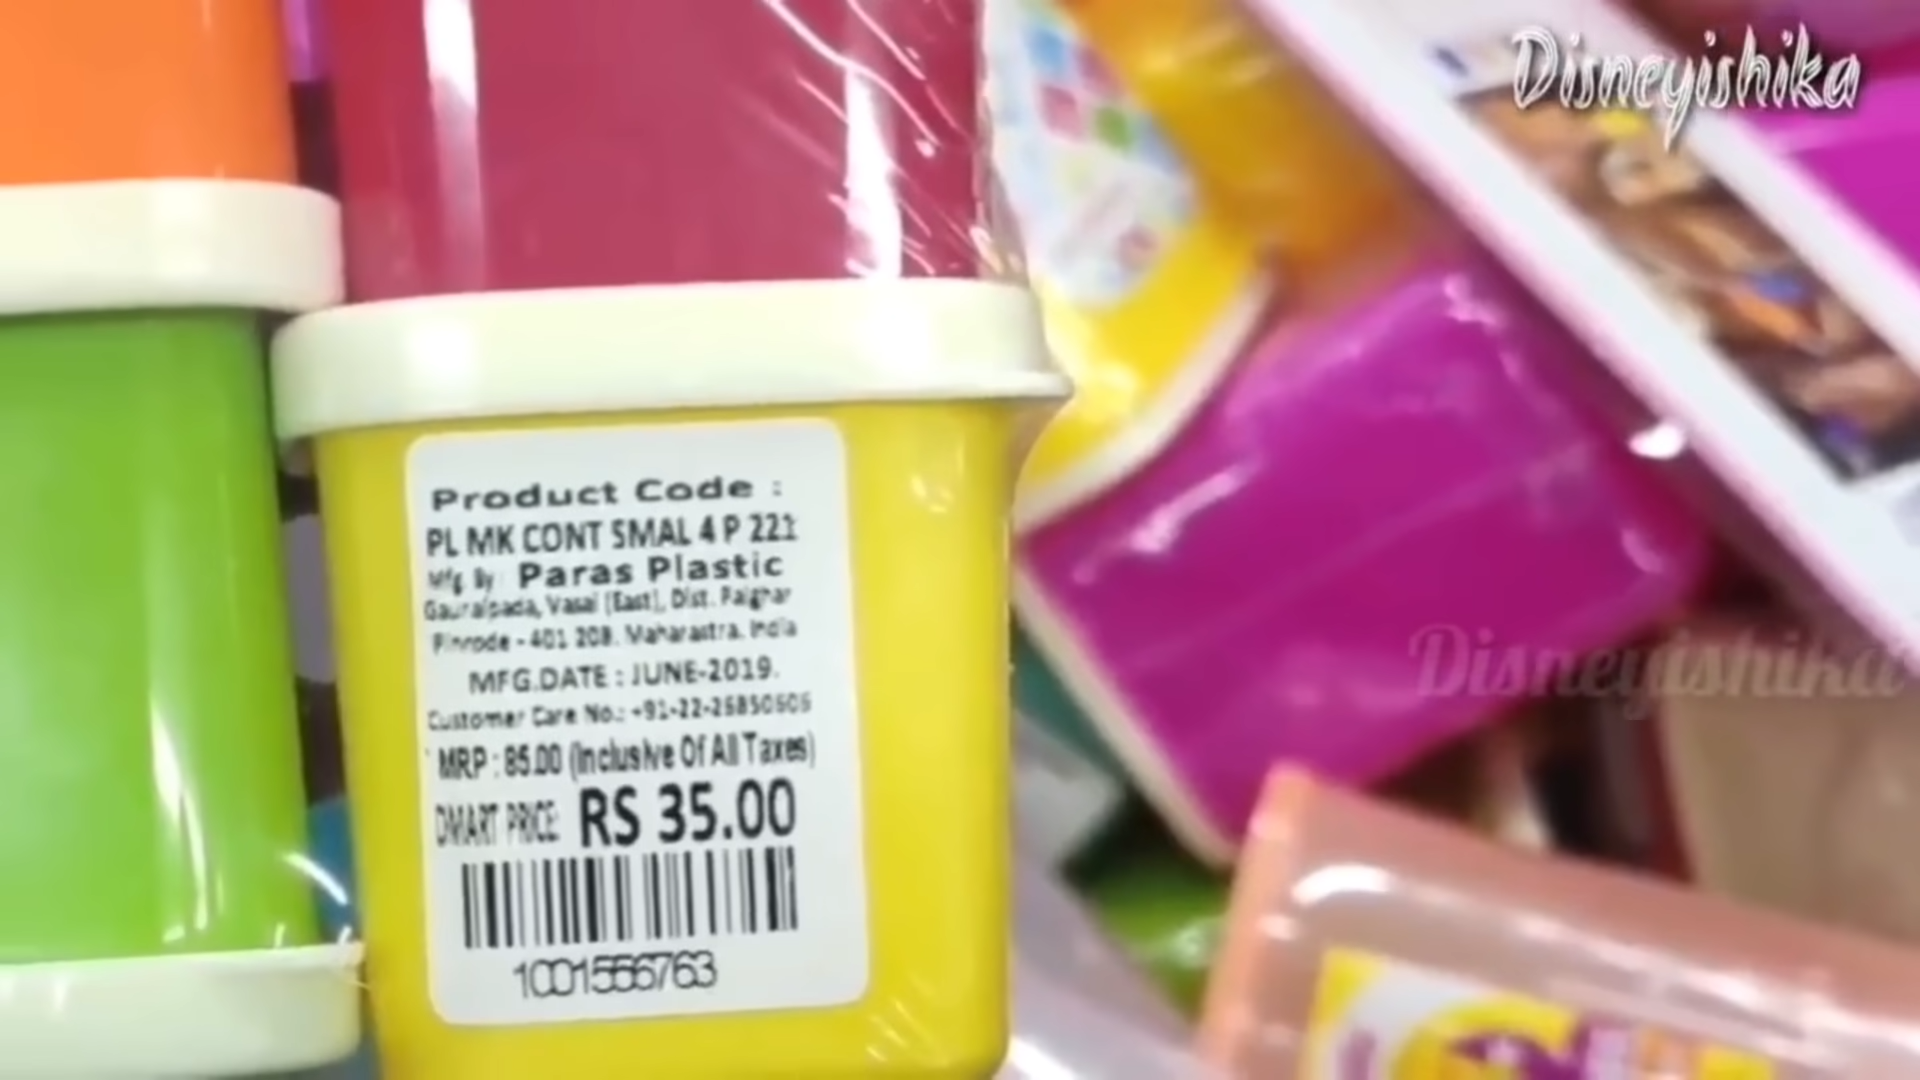 Disneyishika
Product Code :
PL MK CONT SMAL 4 P 221
Mfg. By : Paras Plastic
Gauraipada, Vasai (East), Dist. Palghar
Pincode - 401 208. Maharastra. India
MFG.DATE : JUNE-2019.
Customer Care No.: +91-22-26850606
MRP : 85.00 (Inclusive Of All Taxes)
DMART PRICE RS 35.00
1001556763
Disneyishika